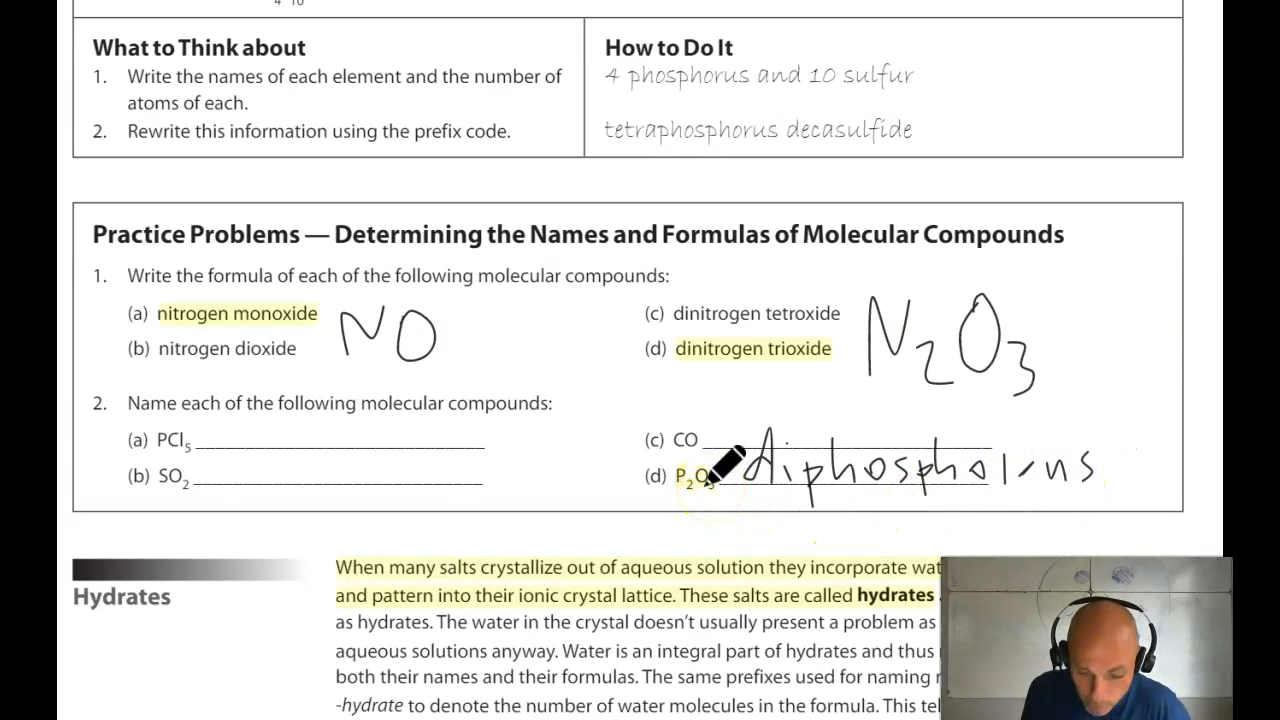 4 10
What to Think about
1. Write the names of each element and the number of
atoms of each.
2. Rewrite this information using the prefix code.
How to Do It
4 phosphorus and 10 sulfur
tetraphosphorus decasulfide
Practice Problems — Determining the Names and Formulas of Molecular Compounds
1. Write the formula of each of the following molecular compounds:
(a) nitrogen monoxide NO
(b) nitrogen dioxide
(c) dinitrogen tetroxide
(d) dinitrogen trioxide N2O3
2. Name each of the following molecular compounds:
(a) PCl5
(b) SO2
(c) CO
(d) P2O
Hydrates
When many salts crystallize out of aqueous solution they incorporate
and pattern into their ionic crystal lattice. These salts are called hydrates
as hydrates. The water in the crystal doesn't usually present a problem as
aqueous solutions anyway. Water is an integral part of hydrates and thus
both their names and their formulas. The same prefixes used for naming
-hydrate to denote the number of water molecules in the formula. This